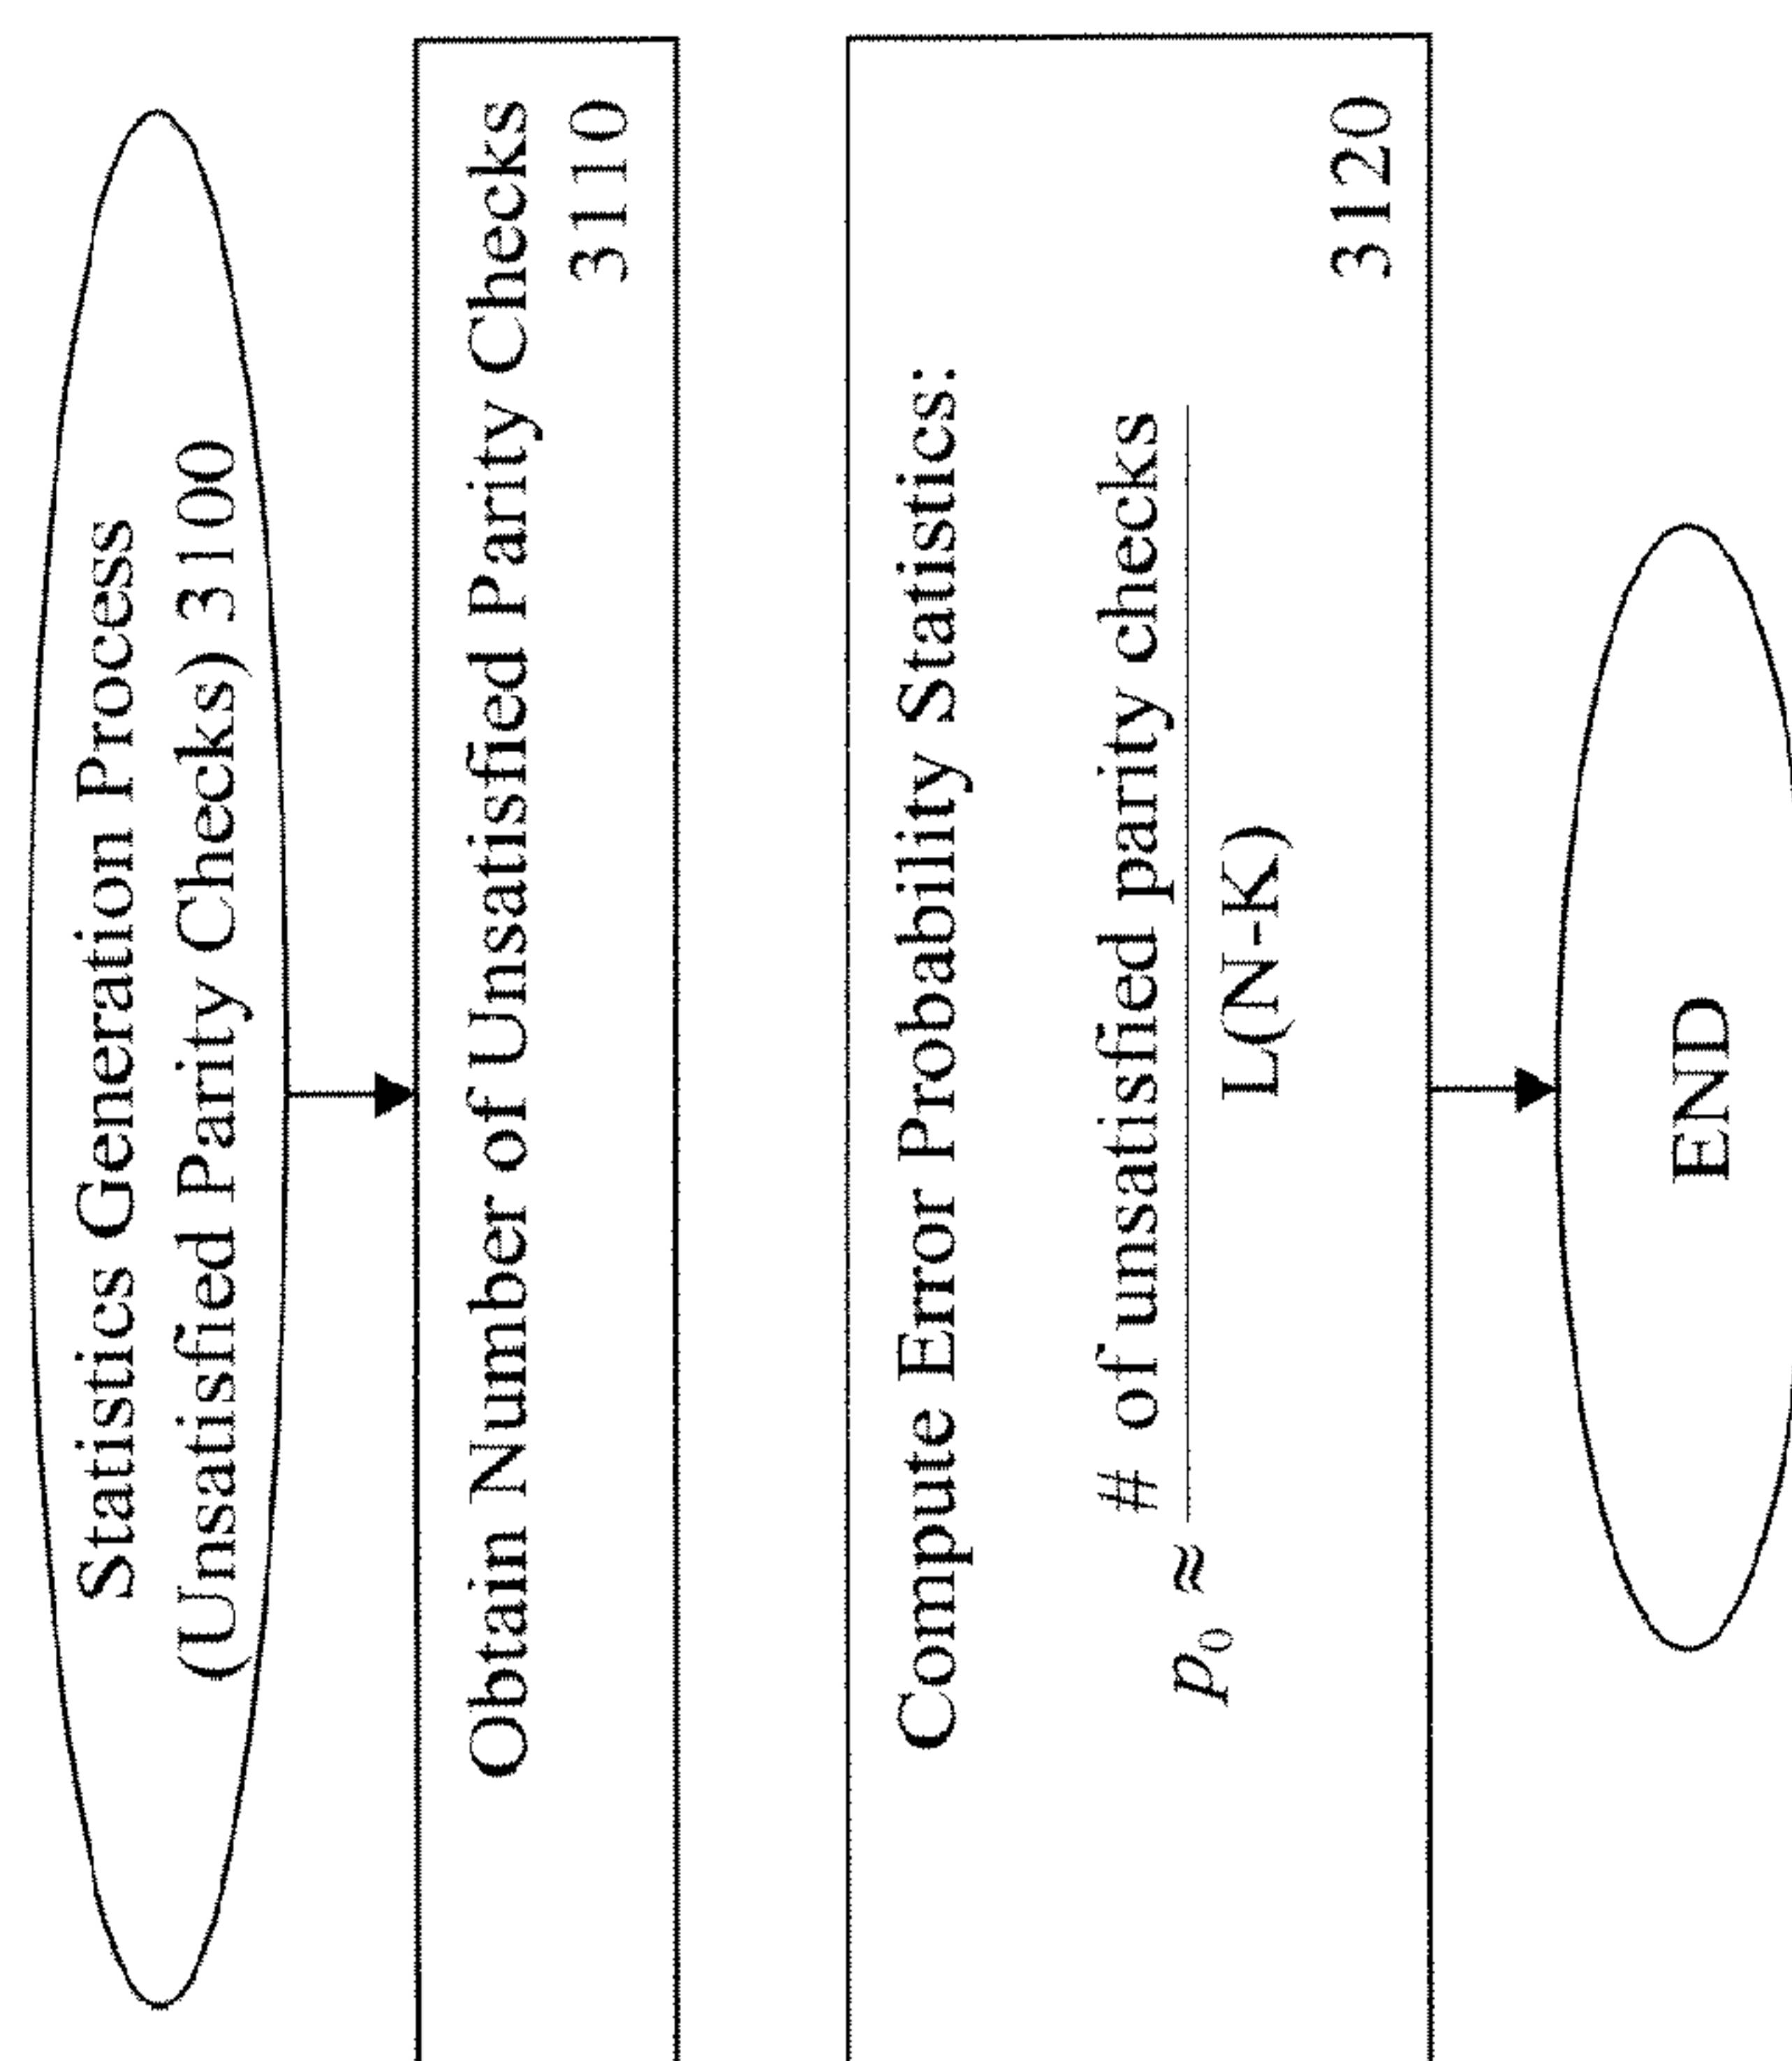 Statistics Generation Process
(Unsatisfied Parity Checks) 3100
Obtain Number of Unsatisfied Parity Checks
3110
Compute Error Probability Statistics:
# of unsatisfied parity checks
p₀ ≈
L(N-K)
3120
END